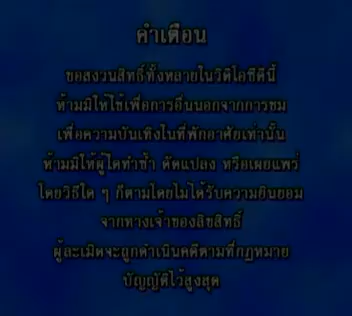 คำเตือน
ขอสงวนสิทธิ์ทั้งหลายในวิดีโอซีดีนี้
ห้ามมิให้ใช้เพื่อการอื่นนอกจากการชม
เพื่อความบันเทิงในที่พักอาศัยเท่านั้น
ห้ามมิให้ผู้ใดทำซ้ำ ดัดแปลง หรือเผยแพร่
โดยวิธีใด ๆ ก็ตามโดยไม่ได้รับความยินยอม
จากทางเจ้าของลิขสิทธิ์
ผู้ละเมิดจะถูกดำเนินคดีตามที่กฎหมาย
บัญญัติไว้สูงสุด